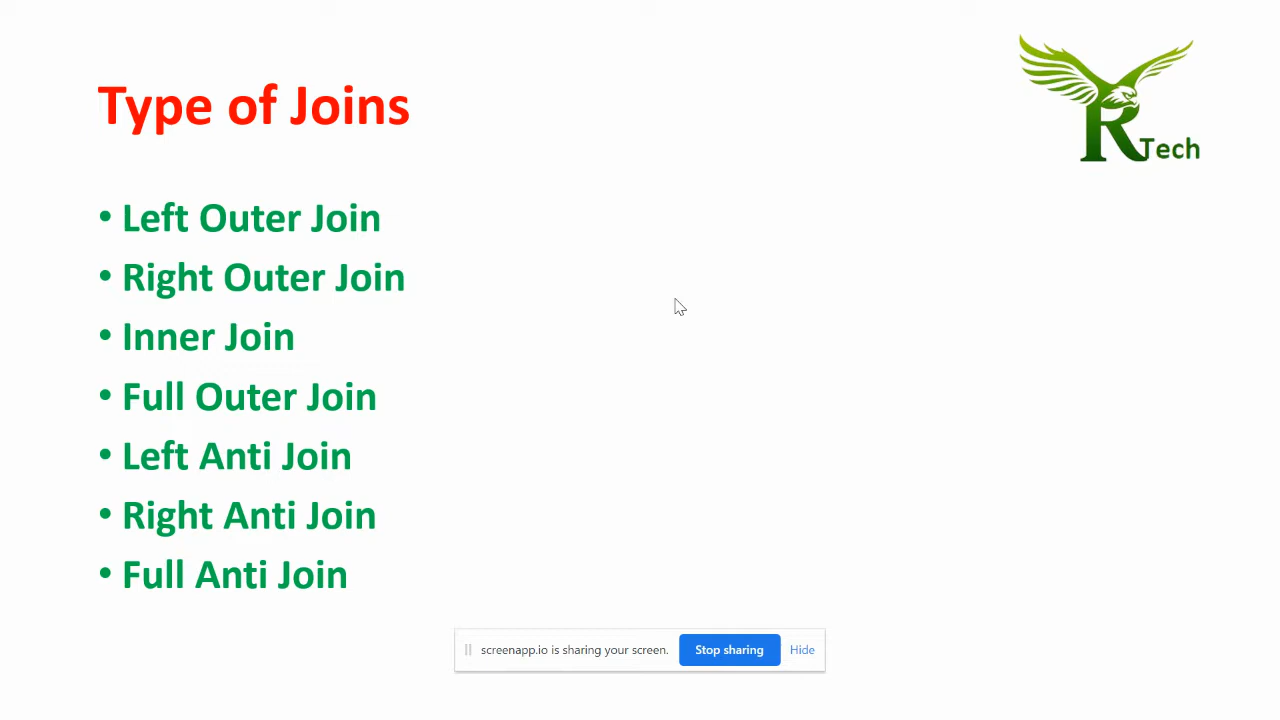 Type of Joins
R Tech
• Left Outer Join
• Right Outer Join
• Inner Join
• Full Outer Join
• Left Anti Join
• Right Anti Join
• Full Anti Join
screenapp.io is sharing your screen. Stop sharing Hide